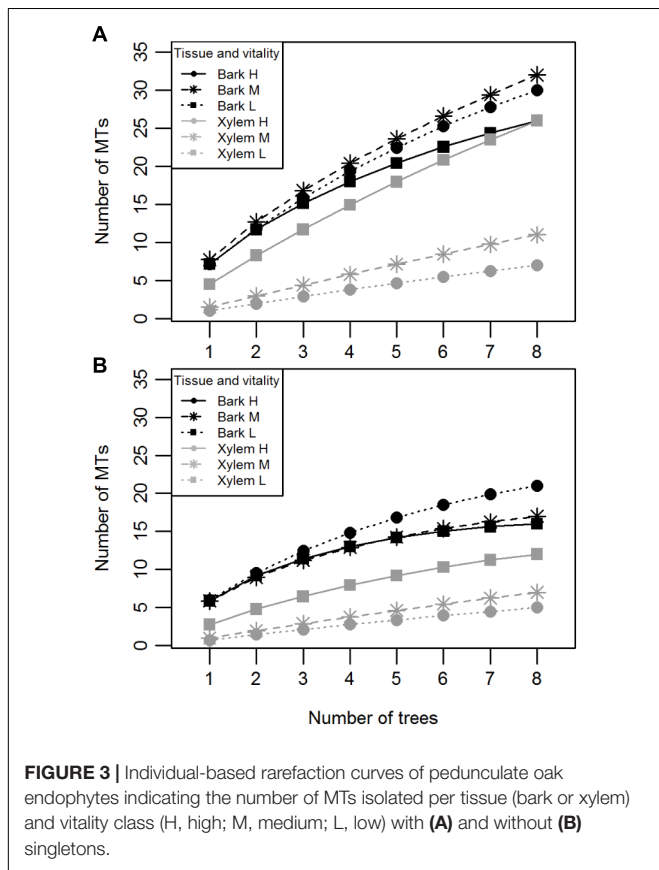 A
Tissue and vitality
Bark H
Bark M
Bark L
Xylem H
Xylem M
Xylem L
Number of MTs
35
30
25
20
15
10
5
0
1 2 3 4 5 6 7 8
B
Tissue and vitality
Bark H
Bark M
Bark L
Xylem H
Xylem M
Xylem L
Number of MTs
35
30
25
20
15
10
5
0
1 2 3 4 5 6 7 8
Number of trees
FIGURE 3 | Individual-based rarefaction curves of pedunculate oak
endophytes indicating the number of MTs isolated per tissue (bark or xylem)
and vitality class (H, high; M, medium; L, low) with (A) and without (B)
singletons.